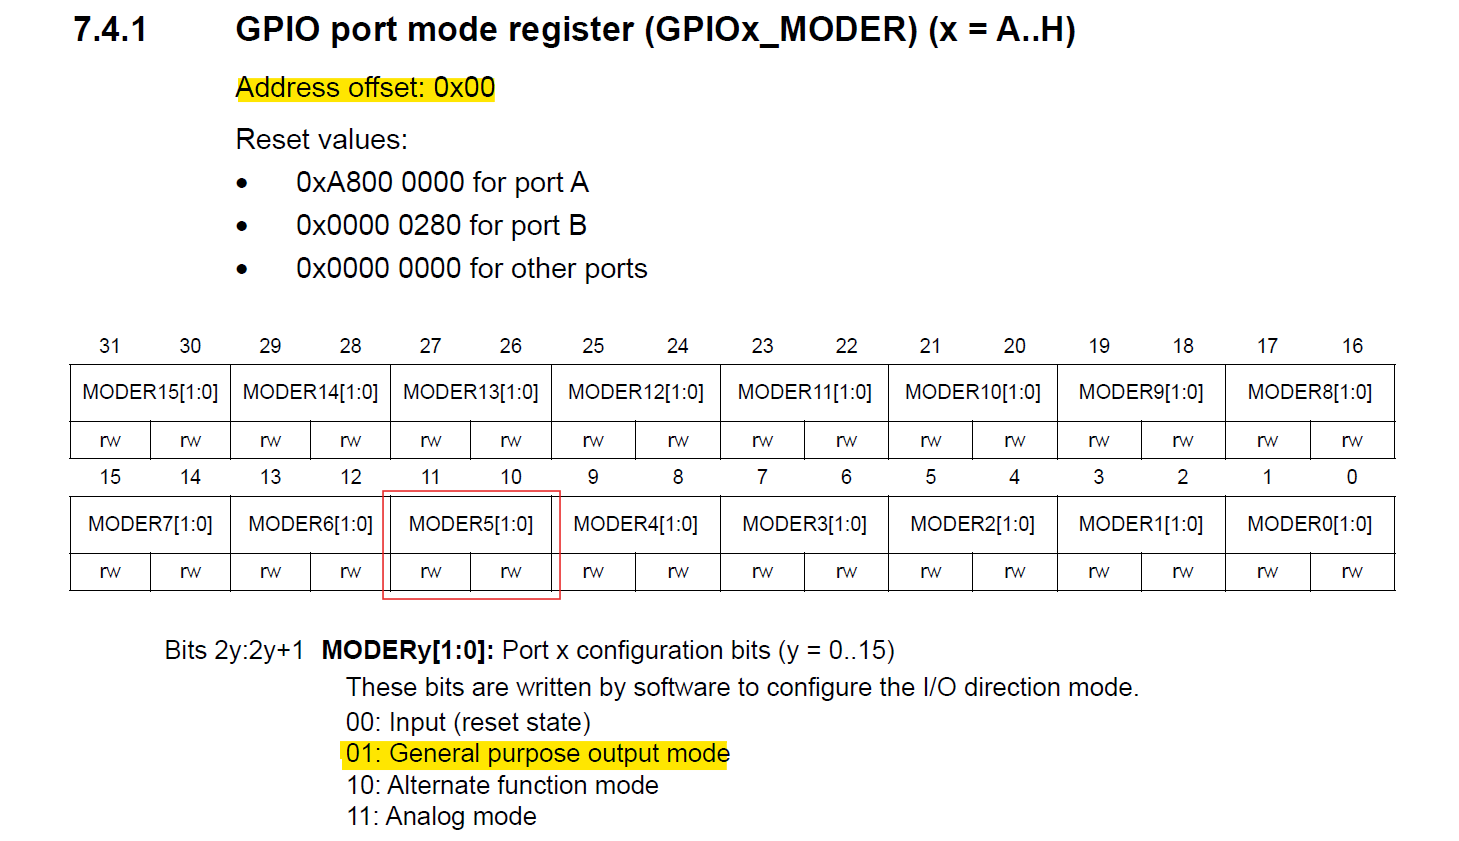 7.4.1 GPIO port mode register (GPIOx_MODER) (x = A..H)
Address offset: 0x00
Reset values:
• 0xA800 0000 for port A
• 0x0000 0280 for port B
• 0x0000 0000 for other ports
31 30 29 28 27 26 25 24 23 22 21 20 19 18 17 16
MODER15[1:0] MODER14[1:0] MODER13[1:0] MODER12[1:0] MODER11[1:0] MODER10[1:0] MODER9[1:0] MODER8[1:0]
rw rw rw rw rw rw rw rw rw rw rw rw rw rw rw rw
15 14 13 12 11 10 9 8 7 6 5 4 3 2 1 0
MODER7[1:0] MODER6[1:0] MODER5[1:0] MODER4[1:0] MODER3[1:0] MODER2[1:0] MODER1[1:0] MODER0[1:0]
rw rw rw rw rw rw rw rw rw rw rw rw rw rw rw rw
Bits 2y:2y+1 MODERy[1:0]: Port x configuration bits (y = 0..15)
These bits are written by software to configure the I/O direction mode.
00: Input (reset state)
01: General purpose output mode
10: Alternate function mode
11: Analog mode